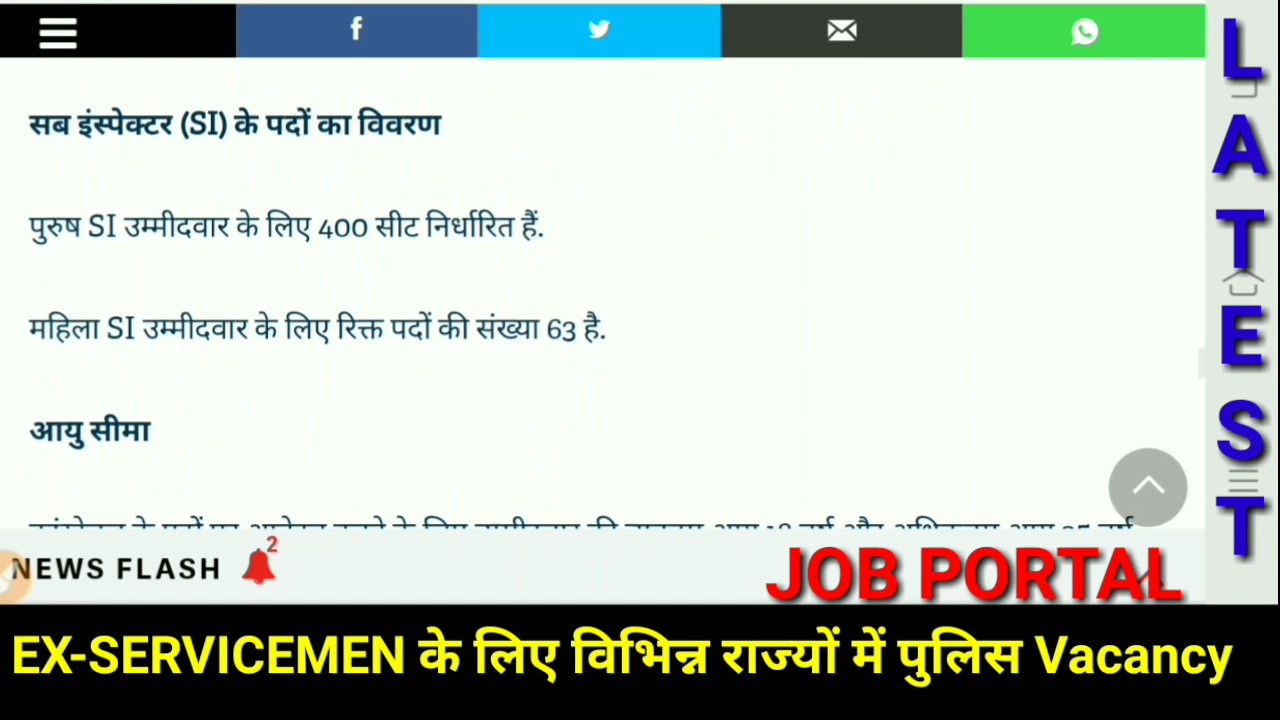 सब इंस्पेक्टर (SI) के पदों का विवरण
पुरुष SI उम्मीदवार के लिए 400 सीट निर्धारित हैं.
महिला SI उम्मीदवार के लिए रिक्त पदों की संख्या 63 है.
आयु सीमा
NEWS FLASH 2
JOB PORTAL
LATEST
EX-SERVICEMEN के लिए विभिन्न राज्यों में पुलिस Vacancy